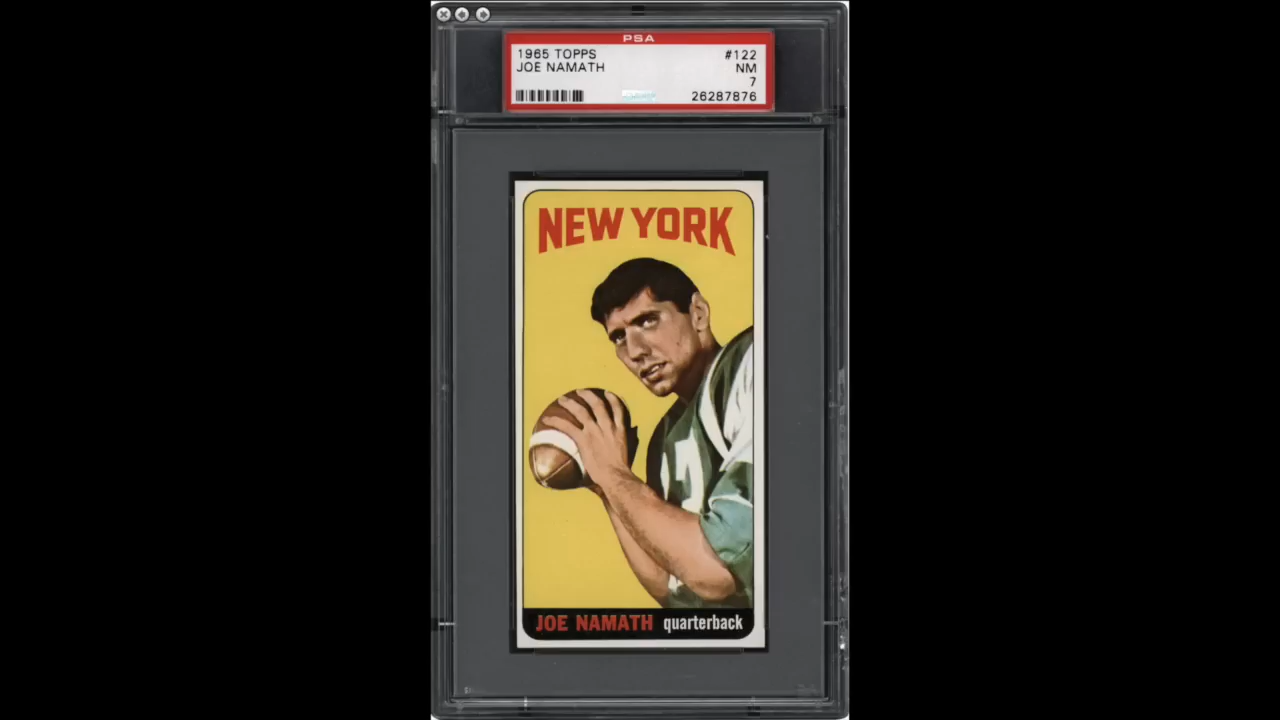 PSA
1965 TOPPS #122
JOE NAMATH NM
7
26287876
NEW YORK
JOE NAMATH quarterback